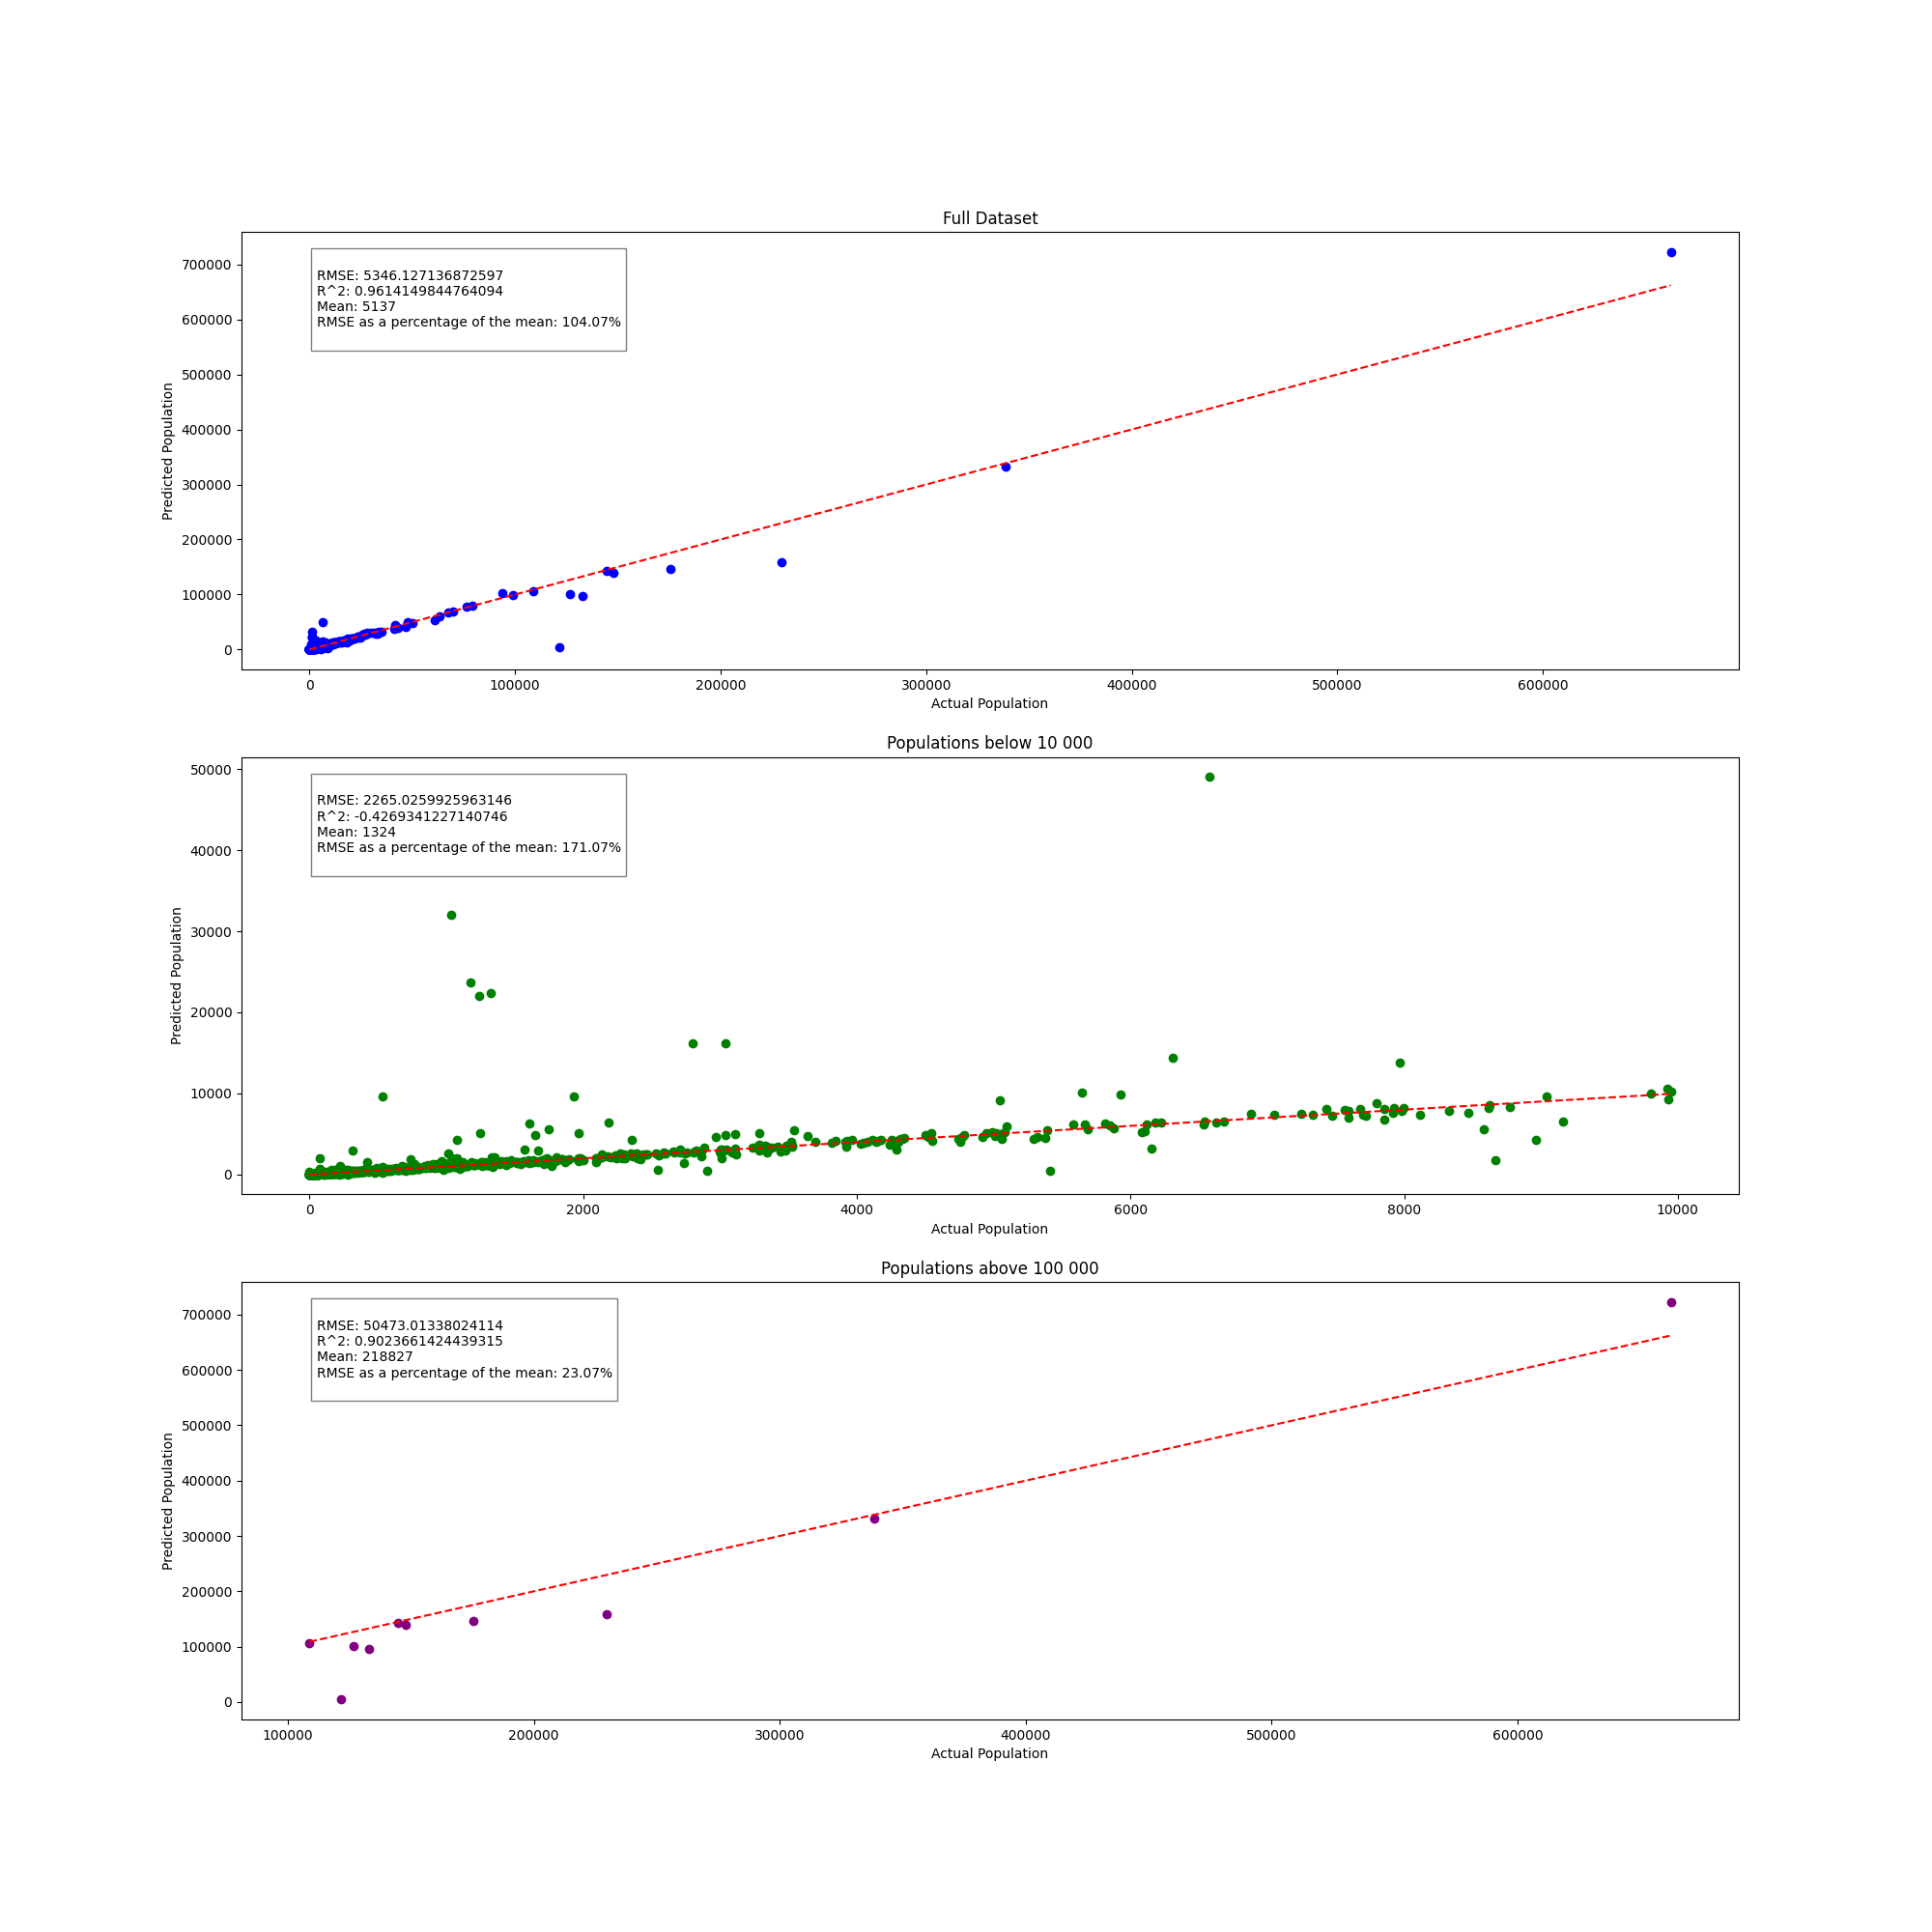 Full Dataset
RMSE: 5346.127136872597
R^2: 0.9614149844764094
Mean: 5137
RMSE as a percentage of the mean: 104.07%
Predicted Population
700000
600000
500000
400000
300000
200000
100000
0
0 100000 200000 300000 400000 500000 600000
Actual Population
Populations below 10 000
RMSE: 2265.0259925963146
R^2: -0.4269341227140746
Mean: 1324
RMSE as a percentage of the mean: 171.07%
Predicted Population
50000
40000
30000
20000
10000
0
0 2000 4000 6000 8000 10000
Actual Population
Populations above 100 000
RMSE: 50473.01338024114
R^2: 0.9023661424439315
Mean: 218827
RMSE as a percentage of the mean: 23.07%
Predicted Population
700000
600000
500000
400000
300000
200000
100000
0
100000 200000 300000 400000 500000 600000
Actual Population